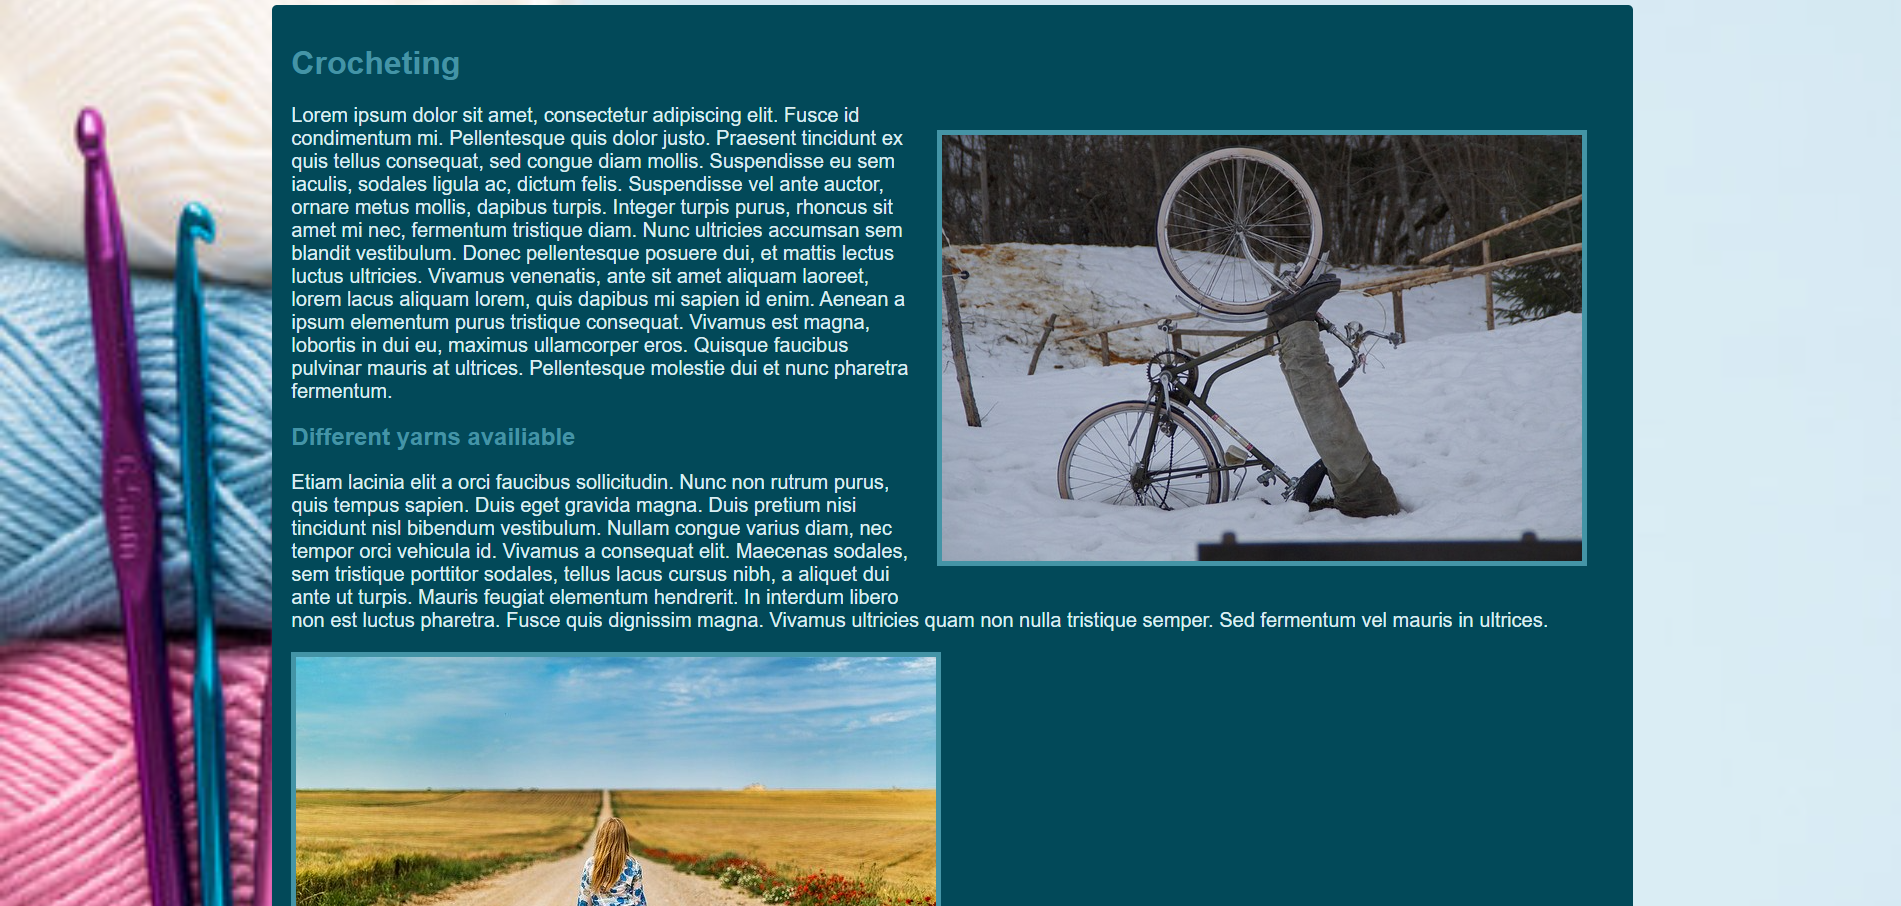 Crocheting
Lorem ipsum dolor sit amet, consectetur adipiscing elit. Fusce id
condimentum mi. Pellentesque quis dolor justo. Praesent tincidunt ex
quis tellus consequat, sed congue diam mollis. Suspendisse eu sem
iaculis, sodales ligula ac, dictum felis. Suspendisse vel ante auctor,
ornare metus mollis, dapibus turpis. Integer turpis purus, rhoncus sit
amet mi nec, fermentum tristique diam. Nunc ultricies accumsan sem
blandit vestibulum. Donec pellentesque posuere dui, et mattis lectus
luctus ultricies. Vivamus venenatis, ante sit amet aliquam laoreet,
lorem lacus aliquam lorem, quis dapibus mi sapien id enim. Aenean a
ipsum elementum purus tristique consequat. Vivamus est magna,
lobortis in dui eu, maximus ullamcorper eros. Quisque faucibus
pulvinar mauris at ultrices. Pellentesque molestie dui et nunc pharetra
fermentum.
Different yarns availiable
Etiam lacinia elit a orci faucibus sollicitudin. Nunc non rutrum purus,
quis tempus sapien. Duis eget gravida magna. Duis pretium nisi
tincidunt nisl bibendum vestibulum. Nullam congue varius diam, nec
tempor orci vehicula id. Vivamus a consequat elit. Maecenas sodales,
sem tristique porttitor sodales, tellus lacus cursus nibh, a aliquet dui
ante ut turpis. Mauris feugiat elementum hendrerit. In interdum libero
non est luctus pharetra. Fusce quis dignissim magna. Vivamus ultricies quam non nulla tristique semper. Sed fermentum vel mauris in ultrices.